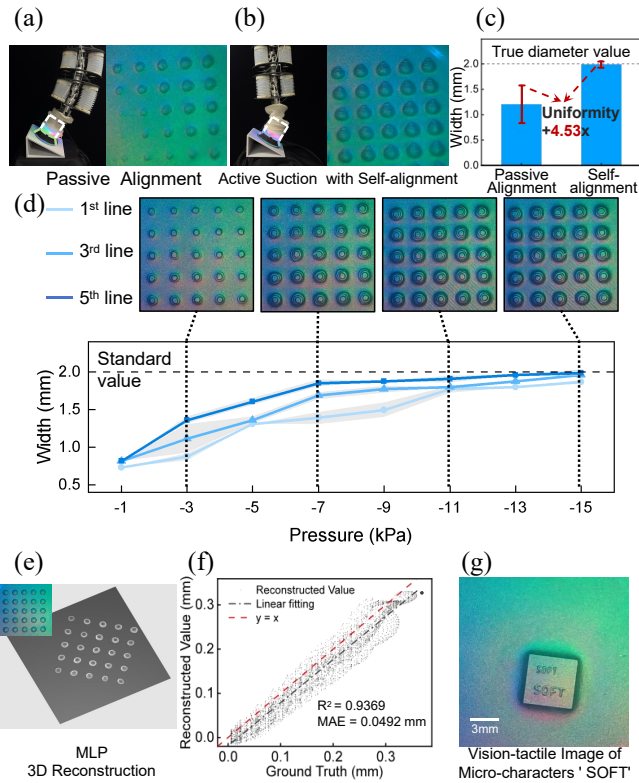 (a)
(b)
(c)
Passive Alignment
Active Suction with Self-alignment
True diameter value
Width (mm)
2.0
1.5
1.0
0.5
0.0
Uniformity
+4.53x
Passive
Alignment
Self-
alignment
(d)
1st line
3rd line
5th line
Standard
value
Width (mm)
2.0
1.5
1.0
0.5
-1 -3 -5 -7 -9 -11 -13 -15
Pressure (kPa)
(e)
MLP
3D Reconstruction
(f)
Reconstructed Value (mm)
0.3
0.2
0.1
0.0
Reconstructed Value
Linear fitting
y = x
R² = 0.9369
MAE = 0.0492 mm
0.0 0.1 0.2 0.3 0.4
Ground Truth (mm)
(g)
SOFT
SOFT
3mm
Vision-tactile Image of
Micro-characters ' SOFT'